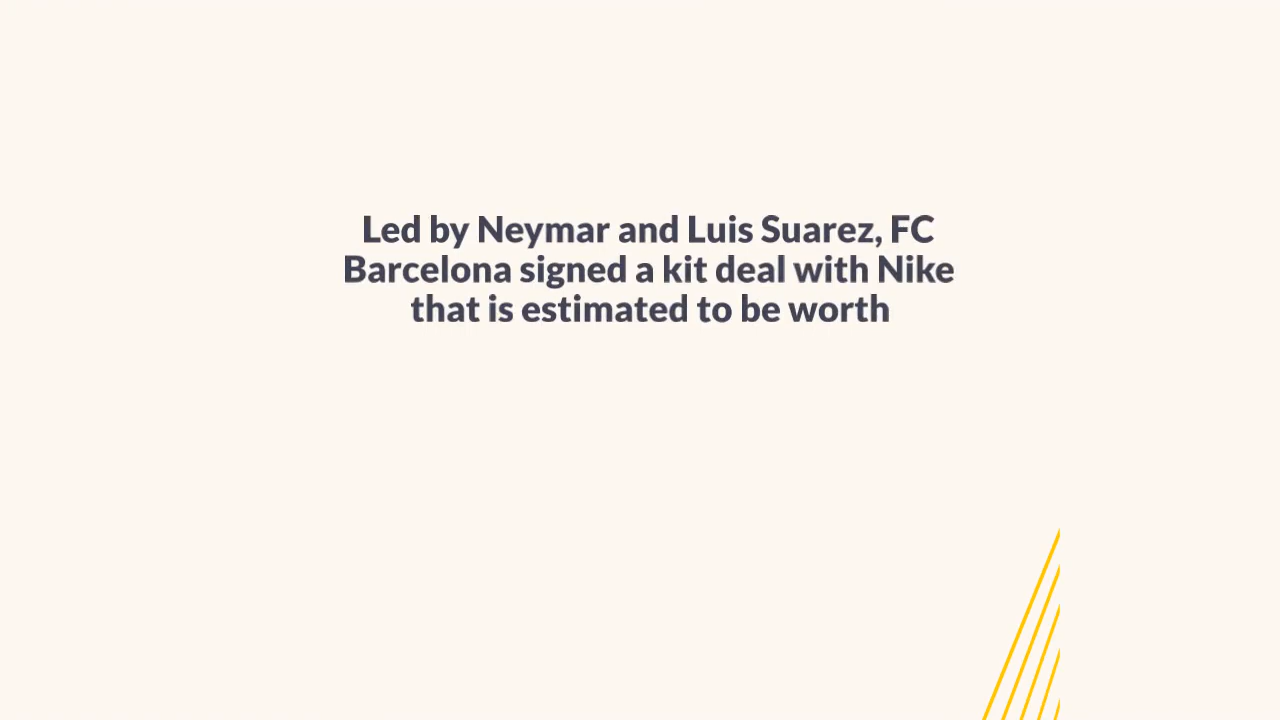 Led by Neymar and Luis Suarez, FC
Barcelona signed a kit deal with Nike
that is estimated to be worth